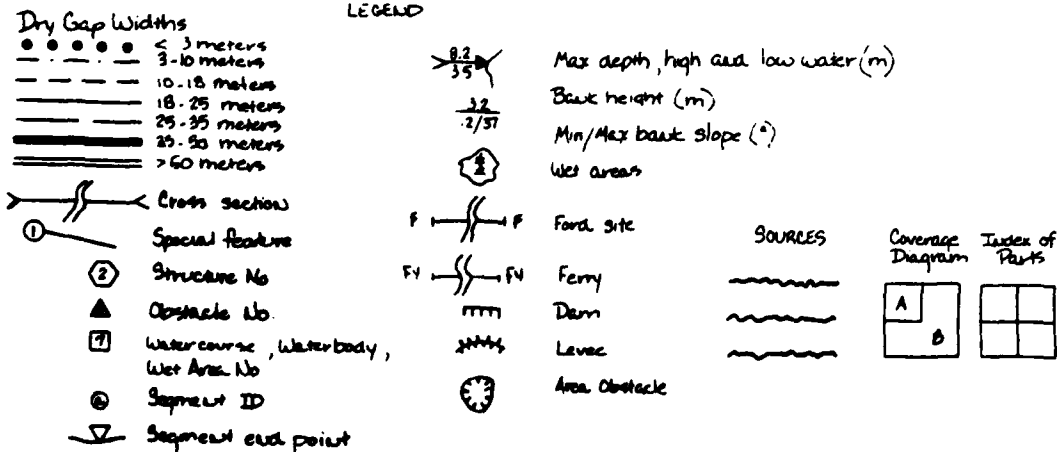 LEGEND
Dry Gap Widths
< 3 meters
3-10 meters
10-18 meters
18-25 meters
25-35 meters
35-50 meters
>50 meters
Cross section
1
Special feature
2
Structure No
Obstacle No.
Watercourse, Waterbody,
Wet Area No
Segment ID
Segment end point
8.2
3.5
Max depth, high and low water (m)
Bank height (m)
3.2
.2/37
Min/Max bank slope (°)
Wet areas
F F
Ford site
FY FY
Ferry
Dam
Levee
Area Obstacle
SOURCES
Coverage
Diagram
A
B
Index of
Parts